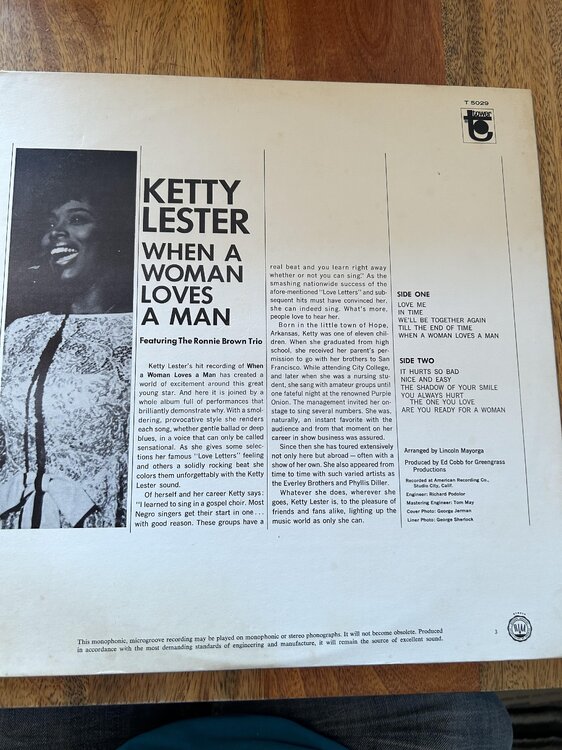 T 5029
tower
KETTY
LESTER
WHEN A
WOMAN
LOVES
A MAN
Featuring The Ronnie Brown Trio
Ketty Lester's hit recording of When
a Woman Loves a Man has created a
world of excitement around this great
young star. And here it is joined by a
whole album full of performances that
brilliantly demonstrate why. With a smol-
dering, provocative style she renders
each song, whether gentle ballad or deep
blues, in a voice that can only be called
sensational. As she gives some selec-
tions her famous "Love Letters" feeling
and others a solidly rocking beat she
colors them unforgettably with the Ketty
Lester sound.
Of herself and her career Ketty says:
"I learned to sing in a gospel choir. Most
Negro singers get their start in one...
with good reason. These groups have a
real beat and you learn right away
whether or not you can sing." As the
smashing nationwide success of the
afore-mentioned "Love Letters" and sub-
sequent hits must have convinced her,
she can indeed sing. What's more,
people love to hear her.
Born in the little town of Hope,
Arkansas, Ketty was one of eleven chil-
dren. When she graduated from high
school, she received her parent's per-
mission to go with her brothers to San
Francisco. While attending City College,
and later when she was a nursing stu-
dent, she sang with amateur groups until
one fateful night at the renowned Purple
Onion. The management invited her on-
stage to sing several numbers. She was,
naturally, an instant favorite with the
audience and from that moment on her
career in show business was assured.
Since then she has toured extensively
not only here but abroad — often with a
show of her own. She also appeared from
time to time with such varied artists as
the Everley Brothers and Phyllis Diller.
Whatever she does, wherever she
goes, Ketty Lester is, to the pleasure of
friends and fans alike, lighting up the
music world as only she can.
SIDE ONE
LOVE ME
IN TIME
WE'LL BE TOGETHER AGAIN
TILL THE END OF TIME
WHEN A WOMAN LOVES A MAN
SIDE TWO
IT HURTS SO BAD
NICE AND EASY
THE SHADOW OF YOUR SMILE
YOU ALWAYS HURT
THE ONE YOU LOVE
ARE YOU READY FOR A WOMAN
Arranged by Lincoln Mayorga
Produced by Ed Cobb for Greengrass
Productions
Recorded at American Recording Co.,
Studio City, Calif.
Engineer: Richard Podolor
Mastering Engineer: Tom May
Cover Photo: George Jerman
Liner Photo: George Sherlock
This monophonic, microgroove recording may be played on monophonic or stereo phonographs. It will not become obsolete. Produced
in accordance with the most demanding standards of engineering and manufacture, it will remain the source of excellent sound.
3